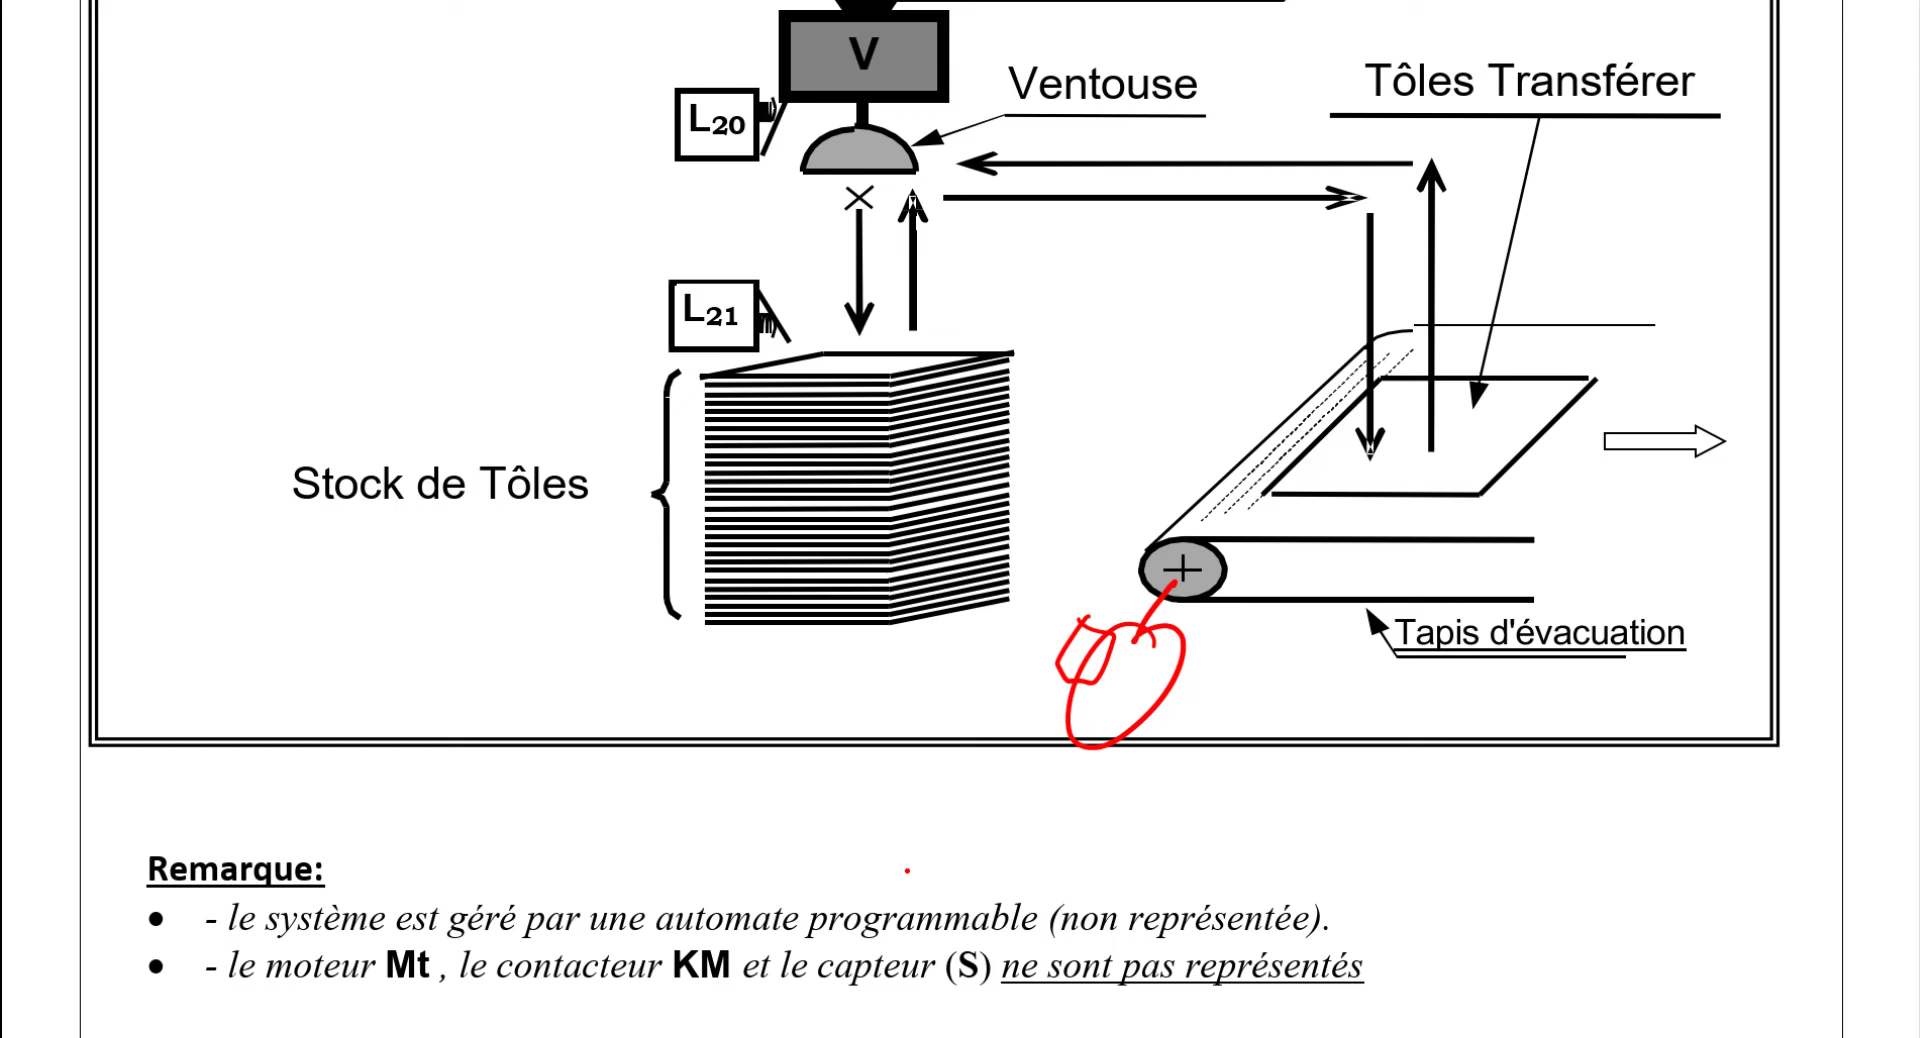 V
Ventouse
Tôles Transférer
L20
L21
Stock de Tôles
Tapis d'évacuation
Remarque:
• - le système est géré par une automate programmable (non représentée).
• - le moteur Mt , le contacteur KM et le capteur (S) ne sont pas représentés